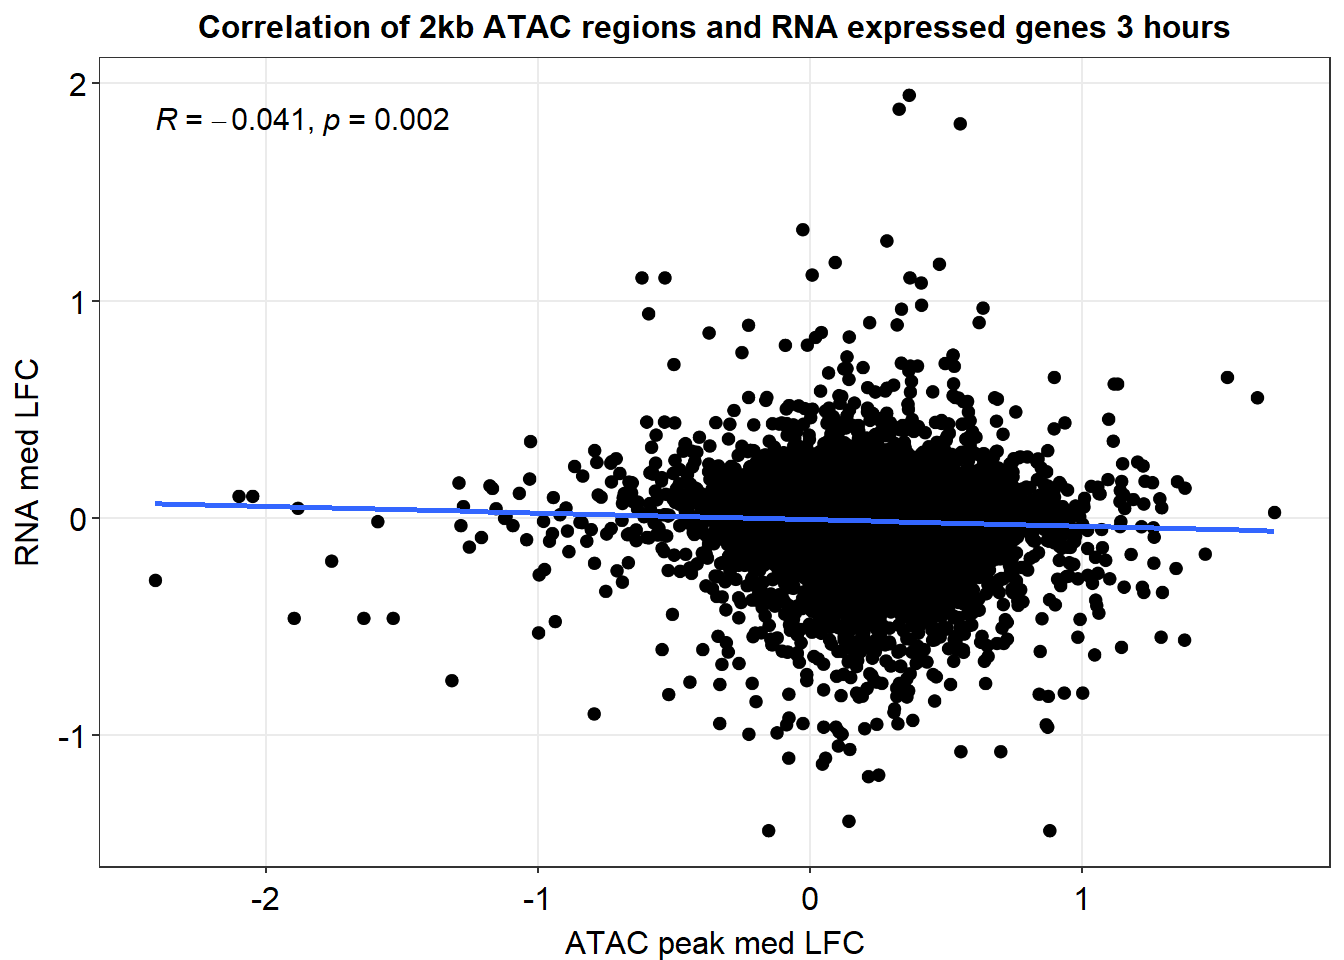 Correlation of 2kb ATAC regions and RNA expressed genes 3 hours
R = −0.041, p = 0.002
2
1
0
-1
RNA med LFC
-2 -1 0 1
ATAC peak med LFC